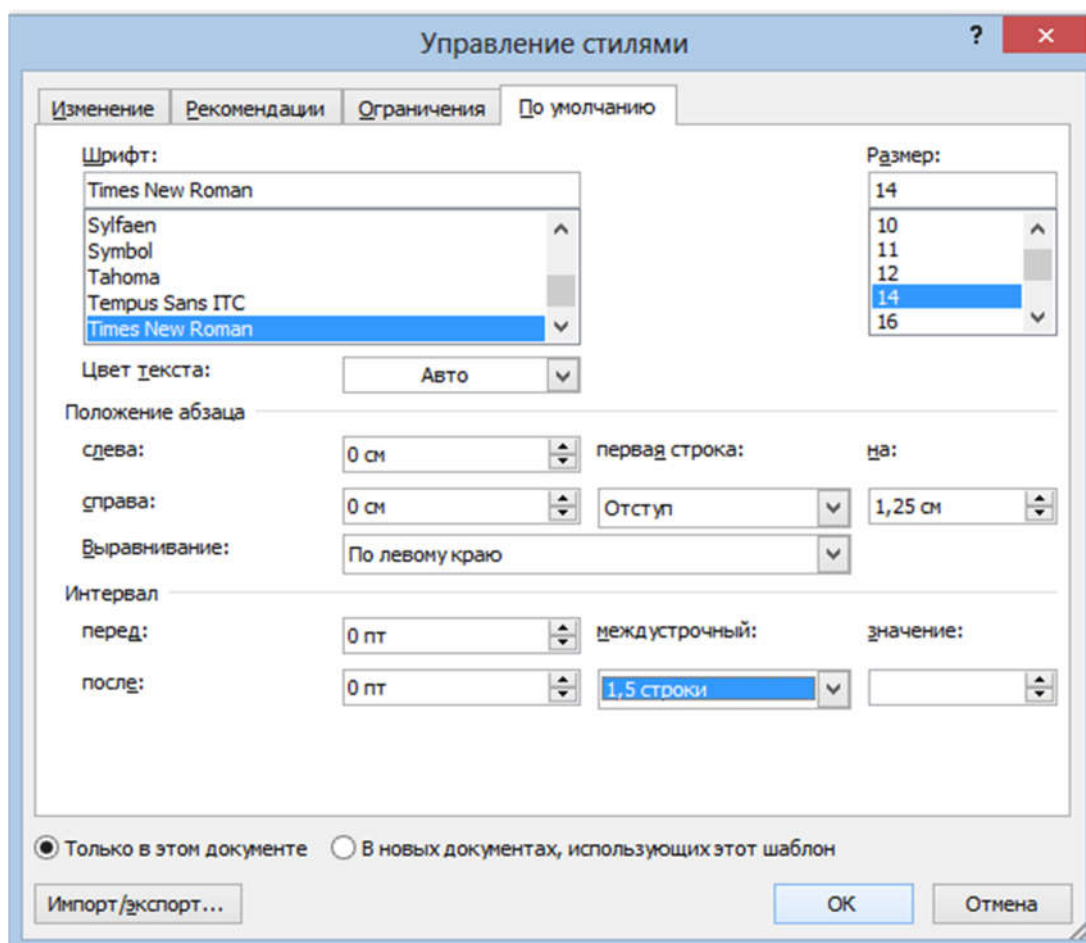 Управление стилями ?
Изменение Рекомендации Ограничения По умолчанию
Шрифт: Размер:
Times New Roman 14
Sylfaen 10
Symbol 11
Tahoma 12
Tempus Sans ITC 14
Times New Roman 16
Цвет текста: Авто
Положение абзаца
слева: 0 см первая строка: на:
справа: 0 см Отступ 1,25 см
Выравнивание: По левому краю
Интервал
перед: 0 пт междустрочный: значение:
после: 0 пт 1,5 строки
Только в этом документе В новых документах, использующих этот шаблон
Импорт/экспорт... ОК Отмена